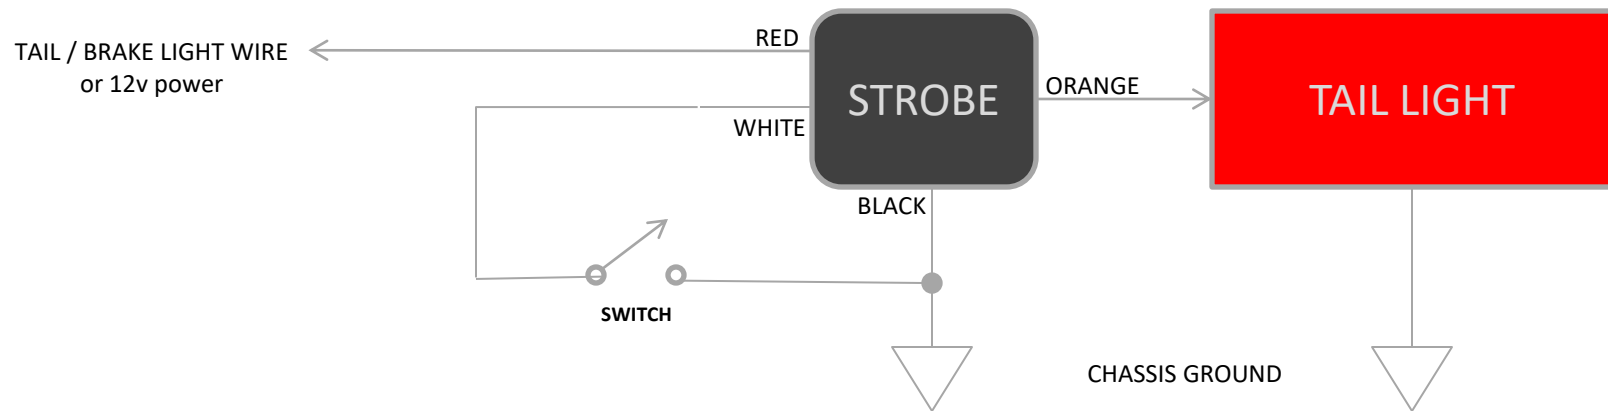 TAIL / BRAKE LIGHT WIRE
or 12v power
RED
WHITE
STROBE
ORANGE
TAIL LIGHT
BLACK
SWITCH
CHASSIS GROUND